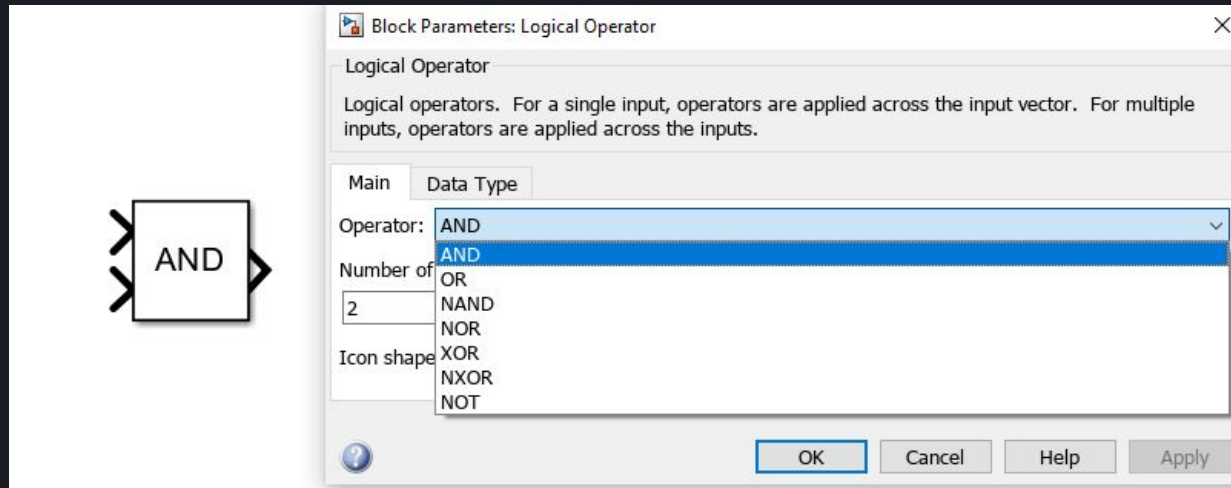 Block Parameters: Logical Operator
Logical Operator
Logical operators. For a single input, operators are applied across the input vector. For multiple
inputs, operators are applied across the inputs.
Main Data Type
Operator: AND
AND
OR
NAND
NOR
XOR
NXOR
NOT
Number of
2
Icon shape
AND
OK Cancel Help Apply